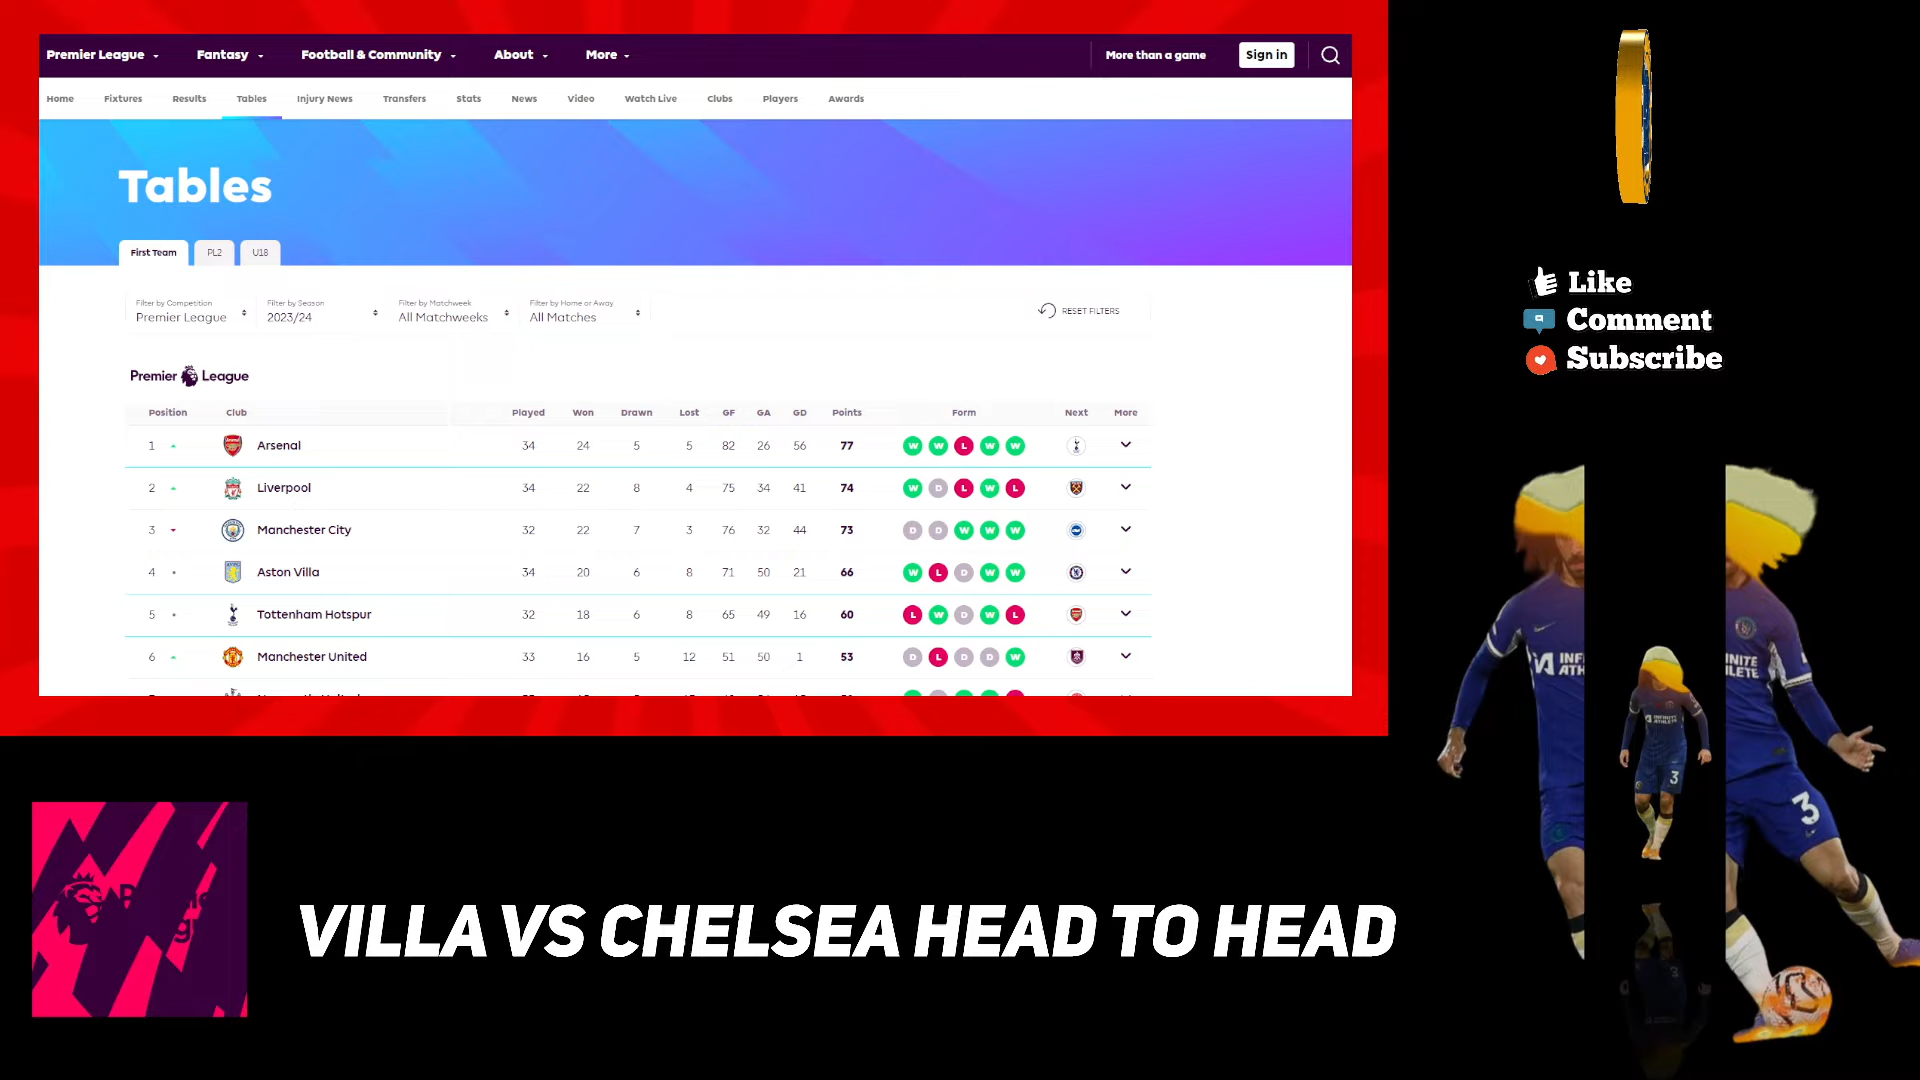 Premier League Fantasy Football & Community About More More than a game Sign in
Home Fixtures Results Tables Injury News Transfers Stats News Video Watch Live Clubs Players Awards
Tables
First Team PL2 U18
Filter by Competition Filter by Season Filter by Matchweek Filter by Home or Away
Premier League 2023/24 All Matchweeks All Matches RESET FILTERS
Premier League
Position Club Played Won Drawn Lost GF GA GD Points Form Next More
1 Arsenal 34 24 5 5 82 26 56 77 W W L W W
2 Liverpool 34 22 8 4 75 34 41 74 W D L W L
3 Manchester City 32 22 7 3 76 32 44 73 D D W W W
4 Aston Villa 34 20 6 8 71 50 21 66 W L D W W
5 Tottenham Hotspur 32 18 6 8 65 49 16 60 L W D W L
6 Manchester United 33 16 5 12 51 50 1 53 D L D D W
Like
Comment
Subscribe
INFINITE
ATHLETE
3
3
VILLA VS CHELSEA HEAD TO HEAD